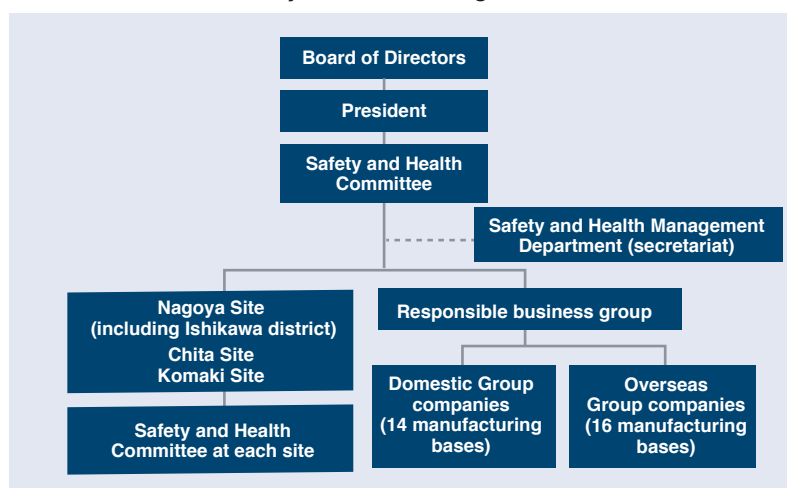 Board of Directors
President
Safety and Health
Committee
Safety and Health Management
Department (secretariat)
Nagoya Site
(including Ishikawa district)
Chita Site
Komaki Site
Responsible business group
Safety and Health
Committee at each site
Domestic Group
companies
(14 manufacturing
bases)
Overseas
Group companies
(16 manufacturing
bases)